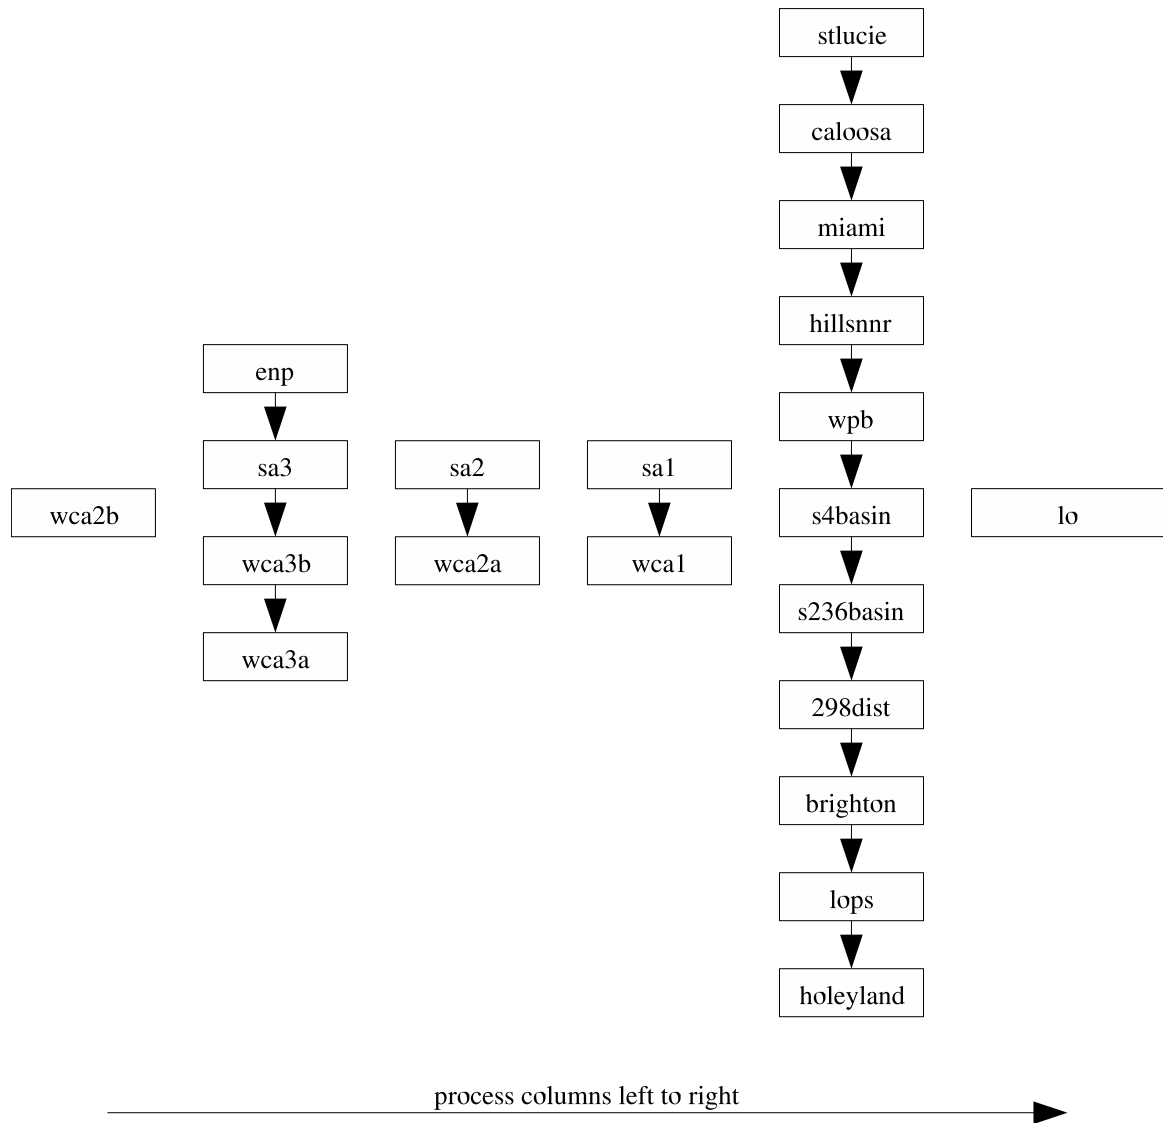 stlucie
caloosa
miami
hillsnnr
enp
wpb
sa3
sa2
sa1
wca2b
s4basin
lo
wca3b
wca2a
wca1
s236basin
wca3a
298dist
brighton
lops
holeyland
process columns left to right